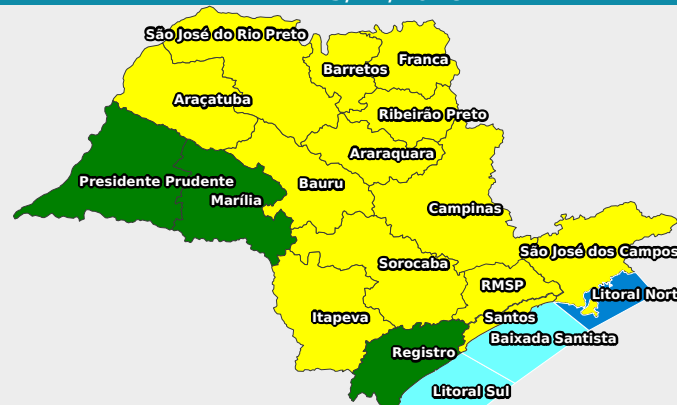 São José do Rio Preto
Franca
Barretos
Araçatuba
Ribeirão Preto
Araraquara
Presidente Prudente
Bauru
Marília
Campinas
São José dos Campos
Sorocaba
RMSP
Litoral Nort
Itapeva
Santos
Baixada Santista
Registro
Litoral Sul